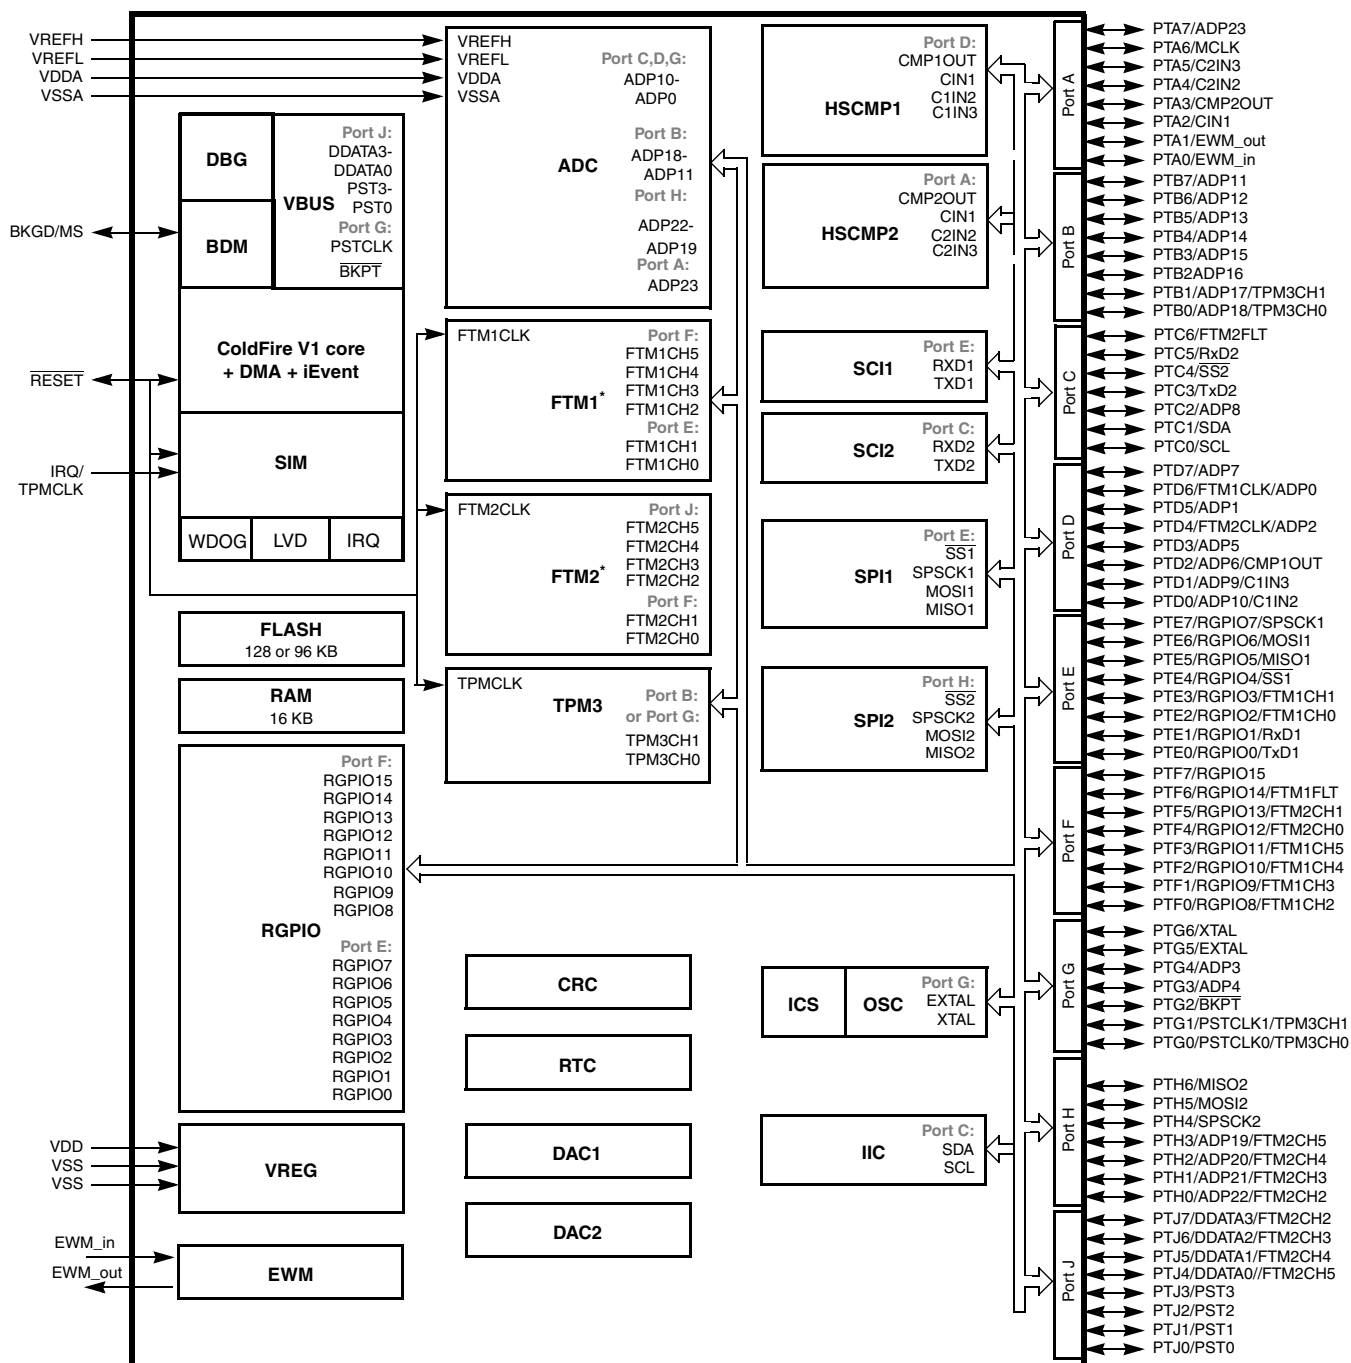 VREFH
VREFL
VDDA
VSSA
BKGD/MS
RESET
IRQ/
TPMCLK
VDD
VSS
VSS
EWM_in
EWM_out
DBG
BDM
VBUS
Port J:
DDATA3-
DDATA0
PST3-
PST0
Port G:
PSTCLK
BKPT
ColdFire V1 core
+ DMA + iEvent
SIM
WDOG
LVD
IRQ
FLASH
128 or 96 KB
RAM
16 KB
RGPIO
Port F:
RGPIO15
RGPIO14
RGPIO13
RGPIO12
RGPIO11
RGPIO10
RGPIO9
RGPIO8
Port E:
RGPIO7
RGPIO6
RGPIO5
RGPIO4
RGPIO3
RGPIO2
RGPIO1
RGPIO0
VREG
EWM
VREFH
VREFL
VDDA
VSSA
ADC
Port C,D,G:
ADP10-
ADP0
Port B:
ADP18-
ADP11
Port H:
ADP22-
ADP19
Port A:
ADP23
FTM1CLK
FTM1*
Port F:
FTM1CH5
FTM1CH4
FTM1CH3
FTM1CH2
Port E:
FTM1CH1
FTM1CH0
FTM2CLK
FTM2*
Port J:
FTM2CH5
FTM2CH4
FTM2CH3
FTM2CH2
Port F:
FTM2CH1
FTM2CH0
TPMCLK
TPM3
Port B:
or Port G:
TPM3CH1
TPM3CH0
CRC
RTC
DAC1
DAC2
HSCMP1
Port D:
CMP1OUT
CIN1
C1IN2
C1IN3
HSCMP2
Port A:
CMP2OUT
CIN1
C2IN2
C2IN3
SCI1
Port E:
RXD1
TXD1
SCI2
Port C:
RXD2
TXD2
SPI1
Port E:
SS1
SPSCK1
MOSI1
MISO1
SPI2
Port H:
SS2
SPSCK2
MOSI2
MISO2
ICS
OSC
Port G:
EXTAL
XTAL
IIC
Port C:
SDA
SCL
Port A
PTA7/ADP23
PTA6/MCLK
PTA5/C2IN3
PTA4/C2IN2
PTA3/CMP2OUT
PTA2/CIN1
PTA1/EWM_out
PTA0/EWM_in
Port B
PTB7/ADP11
PTB6/ADP12
PTB5/ADP13
PTB4/ADP14
PTB3/ADP15
PTB2ADP16
PTB1/ADP17/TPM3CH1
PTB0/ADP18/TPM3CH0
Port C
PTC6/FTM2FLT
PTC5/RxD2
PTC4/SS2
PTC3/TxD2
PTC2/ADP8
PTC1/SDA
PTC0/SCL
Port D
PTD7/ADP7
PTD6/FTM1CLK/ADP0
PTD5/ADP1
PTD4/FTM2CLK/ADP2
PTD3/ADP5
PTD2/ADP6/CMP1OUT
PTD1/ADP9/C1IN3
PTD0/ADP10/C1IN2
Port E
PTE7/RGPIO7/SPSCK1
PTE6/RGPIO6/MOSI1
PTE5/RGPIO5/MISO1
PTE4/RGPIO4/SS1
PTE3/RGPIO3/FTM1CH1
PTE2/RGPIO2/FTM1CH0
PTE1/RGPIO1/RxD1
PTE0/RGPIO0/TxD1
Port F
PTF7/RGPIO15
PTF6/RGPIO14/FTM1FLT
PTF5/RGPIO13/FTM2CH1
PTF4/RGPIO12/FTM2CH0
PTF3/RGPIO11/FTM1CH5
PTF2/RGPIO10/FTM1CH4
PTF1/RGPIO9/FTM1CH3
PTF0/RGPIO8/FTM1CH2
Port G
PTG6/XTAL
PTG5/EXTAL
PTG4/ADP3
PTG3/ADP4
PTG2/BKPT
PTG1/PSTCLK1/TPM3CH1
PTG0/PSTCLK0/TPM3CH0
Port H
PTH6/MISO2
PTH5/MOSI2
PTH4/SPSCK2
PTH3/ADP19/FTM2CH5
PTH2/ADP20/FTM2CH4
PTH1/ADP21/FTM2CH3
PTH0/ADP22/FTM2CH2
Port J
PTJ7/DDATA3/FTM2CH2
PTJ6/DDATA2/FTM2CH3
PTJ5/DDATA1/FTM2CH4
PTJ4/DDATA0//FTM2CH5
PTJ3/PST3
PTJ2/PST2
PTJ1/PST1
PTJ0/PST0